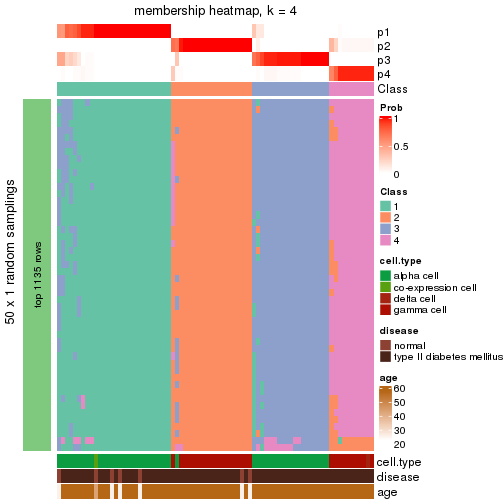 membership heatmap, k = 4
p1
p2
p3
p4
Class
50 x 1 random samplings
top 1135 rows
Prob
1
0.5
0
Class
1
2
3
4
cell.type
alpha cell
co-expression cell
delta cell
gamma cell
disease
normal
type II diabetes mellitus
age
60
50
40
30
20
cell.type
disease
age